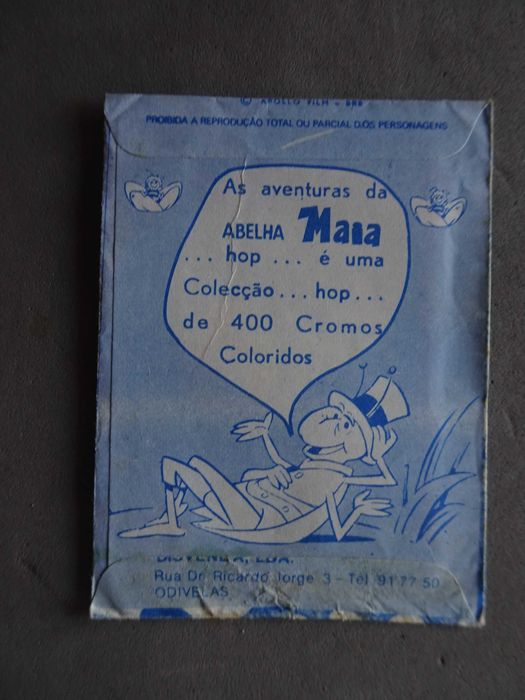 © APOLLO FILM - BRB
PROIBIDA A REPRODUÇÃO TOTAL OU PARCIAL DOS PERSONAGENS
As aventuras da
ABELHA Maia
... hop ... é uma
Colecção ... hop ...
de 400 Cromos
Coloridos
LDA.
Rua Dr. Ricardo Jorge 3 - Tel 91 77 50
ODIVELAS